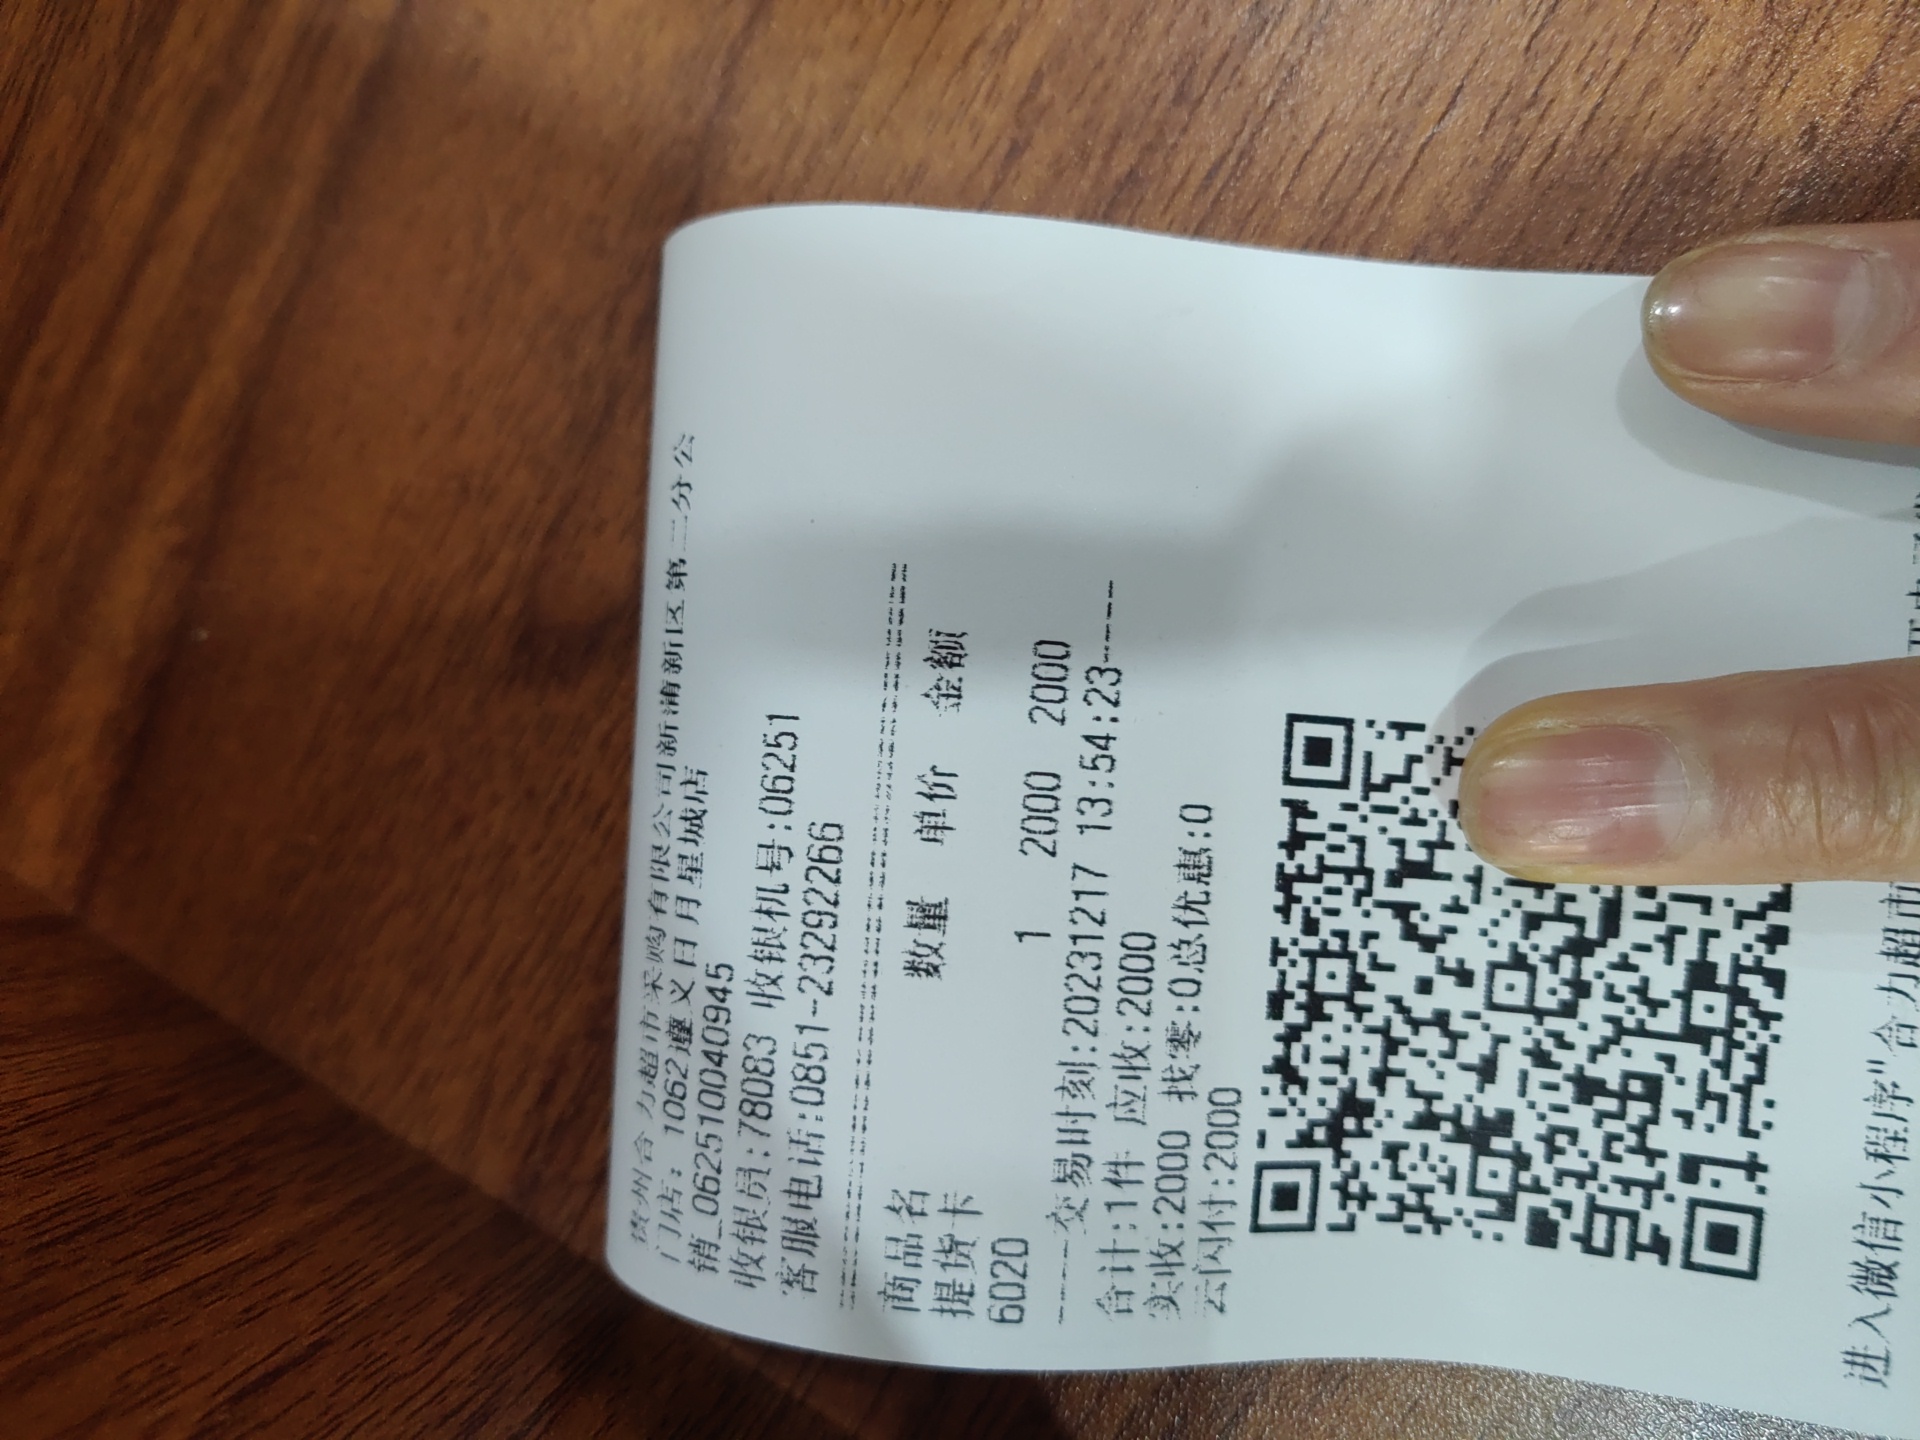 贵州合力超市采购有限公司新浦新区第二分公
门店：1062遵义日月星城店
销_06251004094​5
收银员:78083 收银机号:06251
客服电话:0851-23292266
商品名 数量 单价 金额
提货卡
6020 1 2000 2000
交易时刻:20231217 13:54:23
合计:1件 应收:2000
实收:2000 找零:0总优惠:0
云闪付:2000
进入微信小程序"合力超市